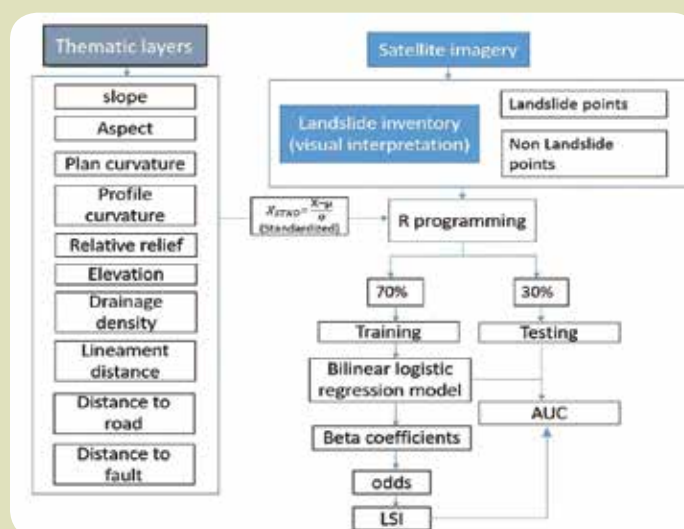 Thematic layers
slope
Aspect
Plan curvature
Profile
curvature
Relative relief
Elevation
Drainage
density
Lineament
distance
Distance to
road
Distance to
fault
X_STND = X-μ / σ
(Standardized)
Satellite imagery
Landslide inventory
(visual interpretation)
Landslide points
Non Landslide
points
R programming
70%
30%
Training
Testing
Bilinear logistic
regression model
AUC
Beta coefficients
odds
LSI